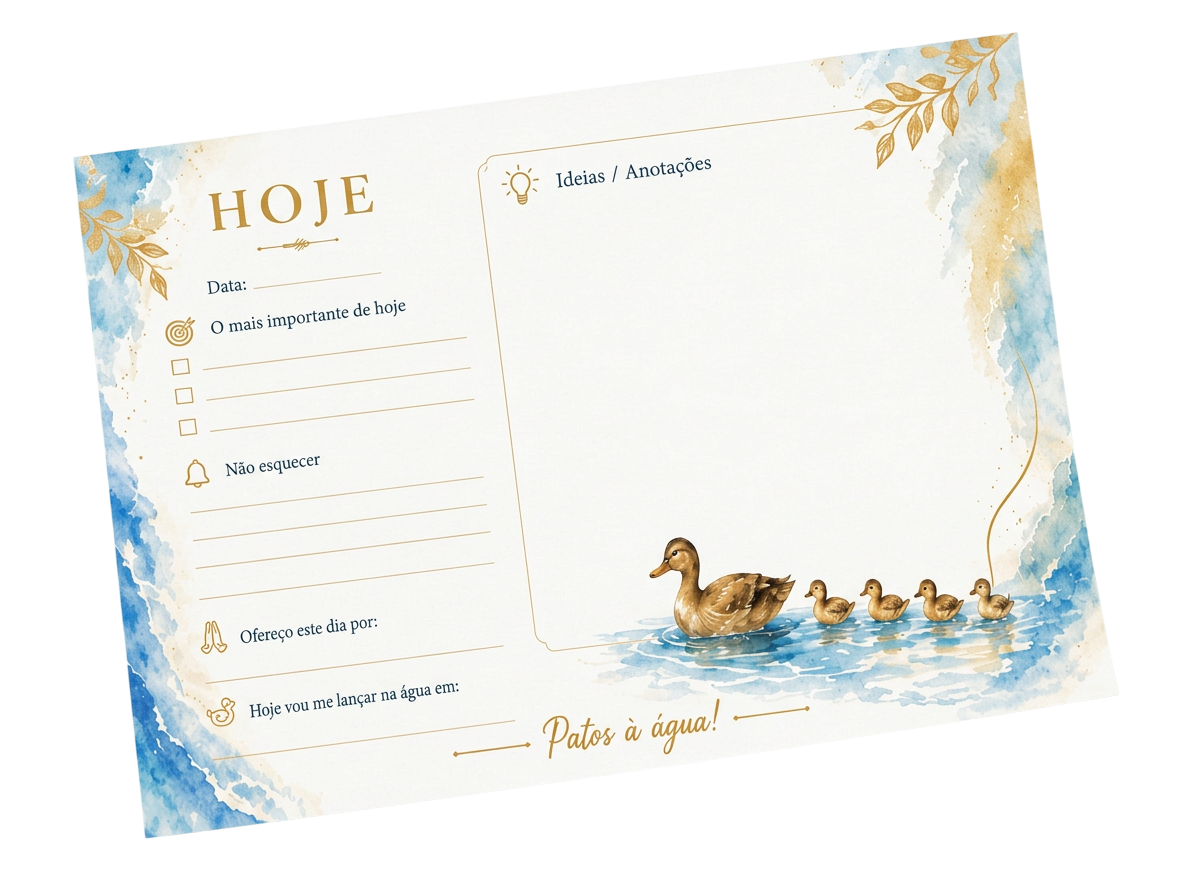 HOJE
Data:
O mais importante de hoje
Não esquecer
Ofereço este dia por:
Hoje vou me lançar na água em:
Ideias / Anotações
Patos à água!